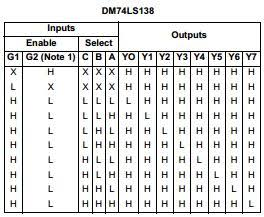 DM74LS138
Inputs Outputs
Enable Select
G1 G2 (Note 1) C B A YO Y1 Y2 Y3 Y4 Y5 Y6 Y7
X H X X X H H H H H H H H
L X X X X H H H H H H H H
H L L L L L H H H H H H H
H L L L H H L H H H H H H
H L L H L H H L H H H H H
H L L H H H H H L H H H H
H L H L L H H H H L H H H
H L H L H H H H H H L H H
H L H H L H H H H H H L H
H L H H H H H H H H H H L